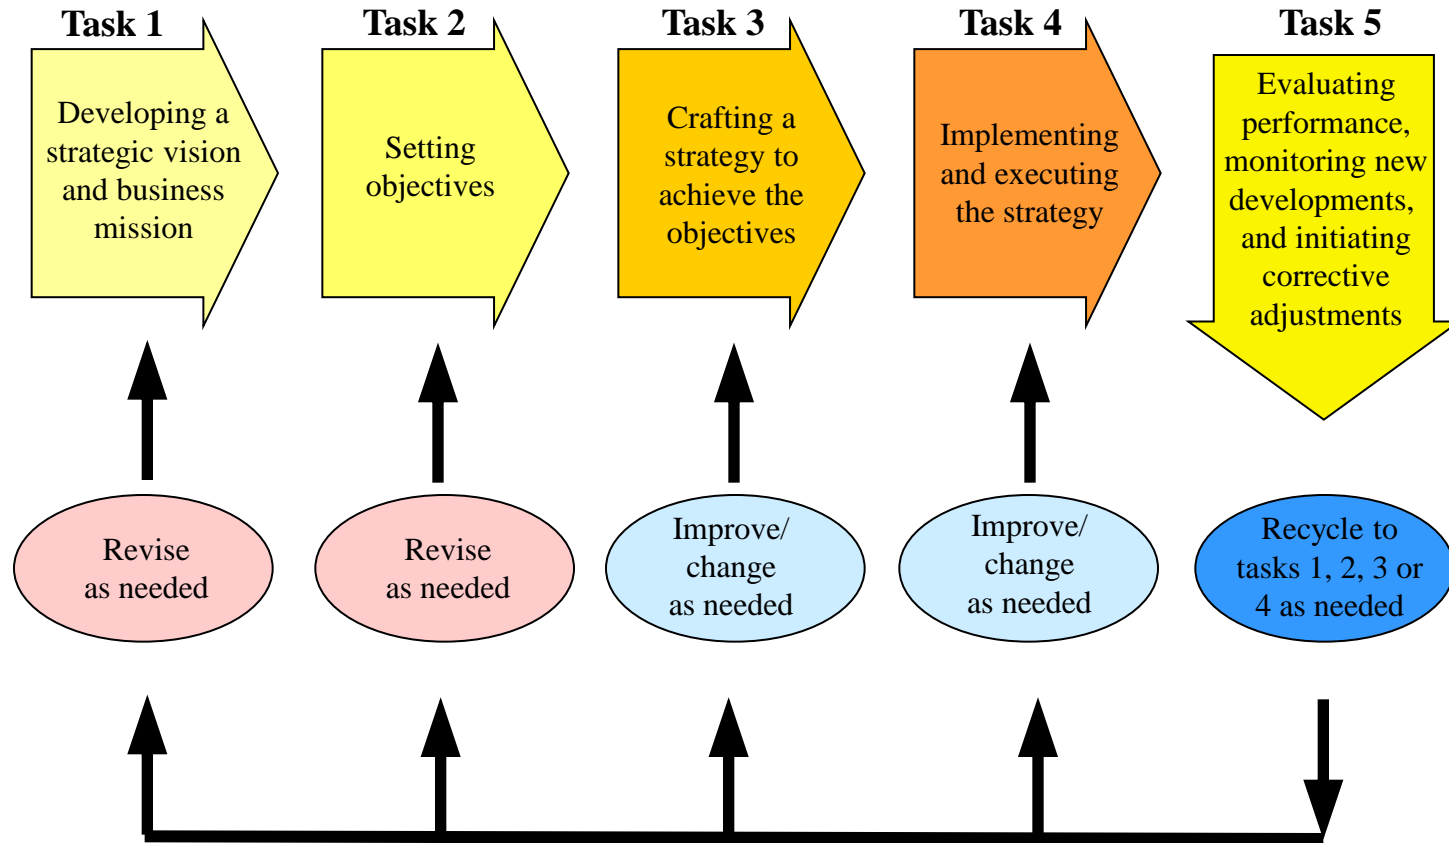 Task 1
Task 2
Task 3
Task 4
Task 5
Developing a
strategic vision
and business
mission
Setting
objectives
Crafting a
strategy to
achieve the
objectives
Implementing
and executing
the strategy
Evaluating
performance,
monitoring new
developments,
and initiating
corrective
adjustments
Revise
as needed
Revise
as needed
Improve/
change
as needed
Improve/
change
as needed
Recycle to
tasks 1, 2, 3 or
4 as needed